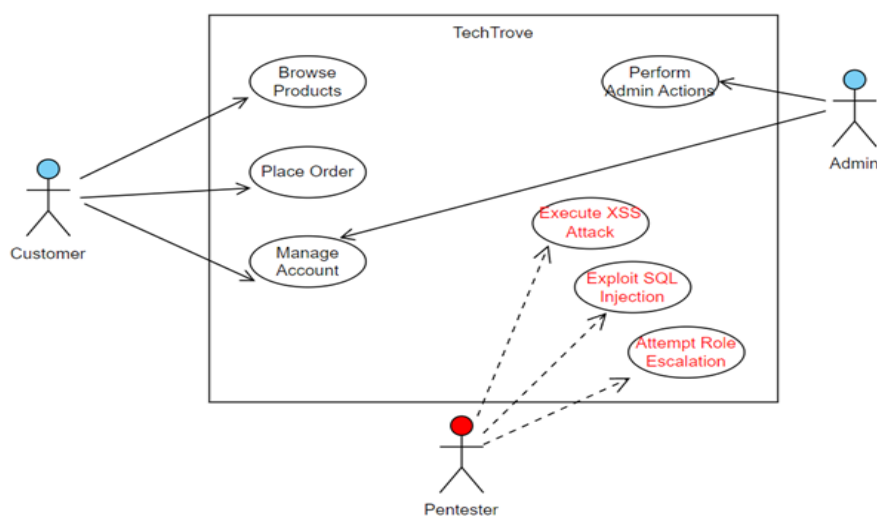 TechTrove
Browse
Products
Perform
Admin Actions
Place Order
Admin
Execute XSS
Attack
Customer
Manage
Account
Exploit SQL
Injection
Attempt Role
Escalation
Pentester